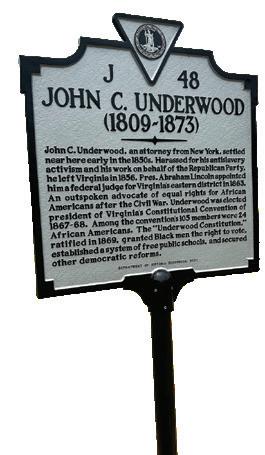 J 48
JOHN C. UNDERWOOD
(1809-1873)
John C. Underwood, an attorney from New York, settled
near here early in the 1850s. Harassed for his antislavery
activism and his work on behalf of the Republican Party,
he left Virginia in 1856. Pres. Abraham Lincoln appointed
him a federal judge for Virginia's eastern district in 1863.
An outspoken advocate of equal rights for African
Americans after the Civil War, Underwood was elected
president of Virginia's Constitutional Convention of
1867-68. Among the convention's 105 members were 24
African Americans. The "Underwood Constitution,"
ratified in 1869, granted Black men the right to vote,
established a system of free public schools, and secured
other democratic reforms.
DEPARTMENT OF HISTORIC RESOURCES, 2021